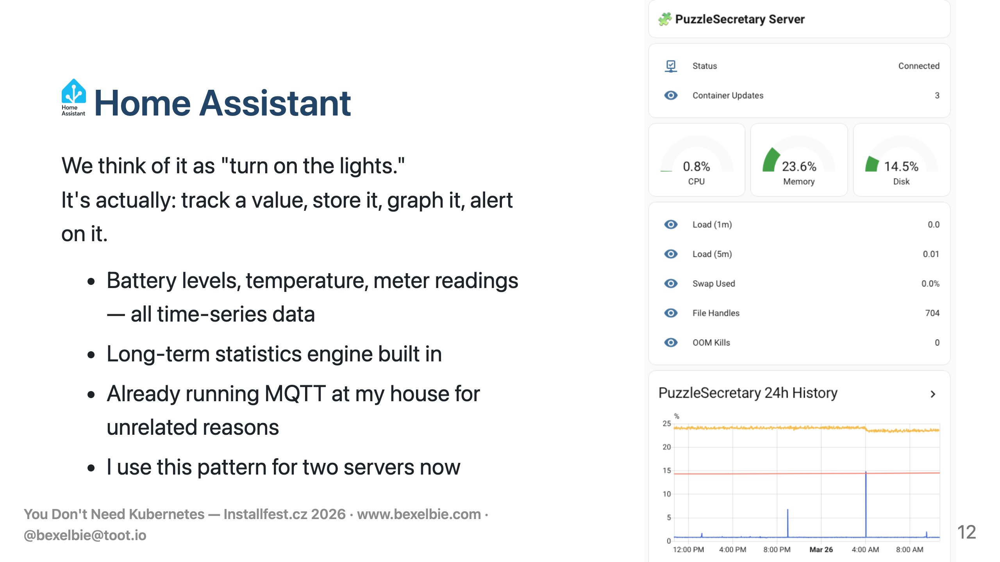 Home
Assistant
Home Assistant
We think of it as "turn on the lights."
It's actually: track a value, store it, graph it, alert
on it.
• Battery levels, temperature, meter readings
— all time-series data
• Long-term statistics engine built in
• Already running MQTT at my house for
unrelated reasons
• I use this pattern for two servers now
You Don't Need Kubernetes — Installfest.cz 2026 · www.bexelbie.com ·
@bexelbie@toot.io
PuzzleSecretary Server
Status Connected
Container Updates 3
0.8% 23.6% 14.5%
CPU Memory Disk
Load (1m) 0.0
Load (5m) 0.01
Swap Used 0.0%
File Handles 704
OOM Kills 0
PuzzleSecretary 24h History
%
25
20
15
10
5
0
12:00 PM 4:00 PM 8:00 PM Mar 26 4:00 AM 8:00 AM
12